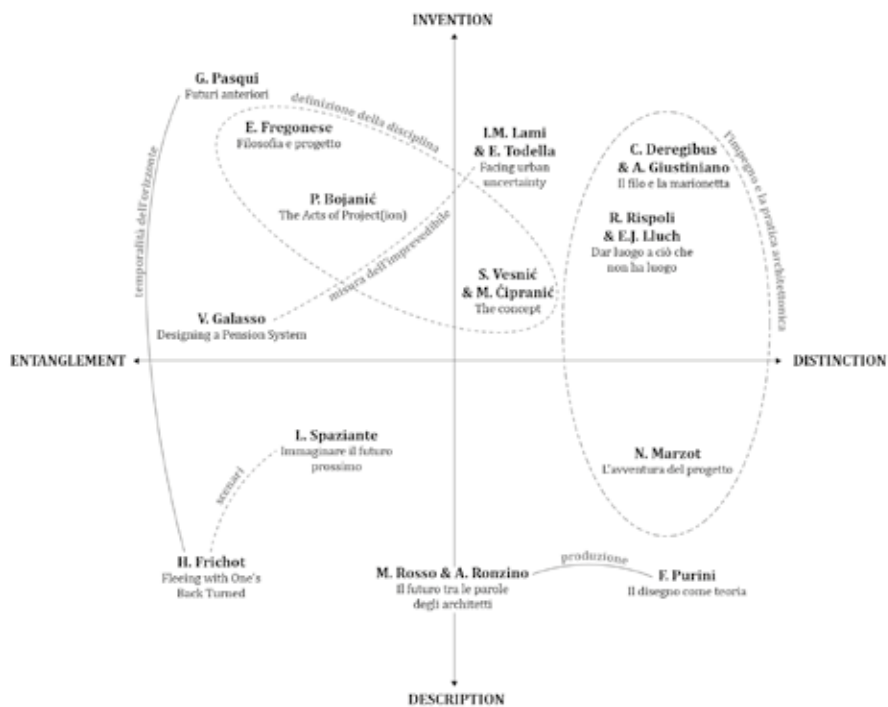 INVENTION
G. Pasqui
Futuri anteriori
definizione della disciplina
E. Fregonese
Filosofia e progetto
I.M. Lami
& E. Todella
Facing urban
uncertainty
l'impegno e la pratica architettonica
C. Deregibus
& A. Giustiniano
Il filo e la marionetta
temporalità dell'orizzonte
P. Bojanić
The Acts of Project(ion)
R. Rispoli
& E.J. Lluch
Dar luogo a ciò che
non ha luogo
misura dell'imprevedibile
S. Vesnić
& M. Ćipranić
The concept
V. Galasso
Designing a Pension System
ENTANGLEMENT
DISTINCTION
L. Spaziante
Immaginare il futuro
prossimo
scenari
N. Marzot
L'avventura del progetto
H. Frichot
Fleeing with One's
Back Turned
M. Rosso & A. Ronzino
Il futuro tra le parole
degli architetti
produzione
F. Purini
Il disegno come teoria
DESCRIPTION